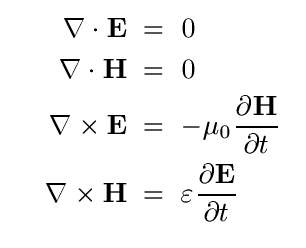 ∇ · 𝐄 = 0
∇ · 𝐇 = 0
∇ × 𝐄 = −μ₀ ∂𝐇/∂t
∇ × 𝐇 = ε ∂𝐄/∂t